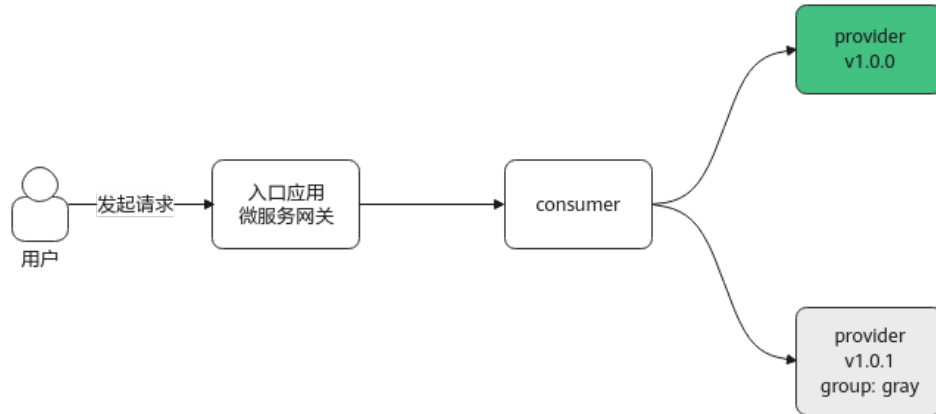 发起请求
用户
入口应用
微服务网关
consumer
provider
v1.0.0
provider
v1.0.1
group: gray